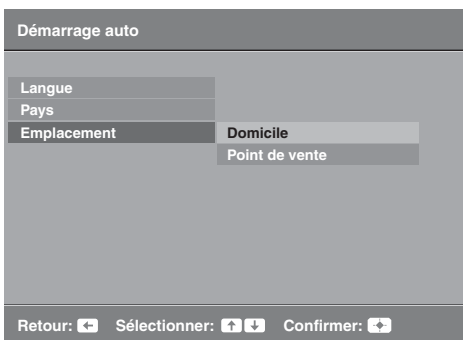 Démarrage auto
Langue
Pays
Emplacement Domicile
Point de vente
Retour: Sélectionner: Confirmer: